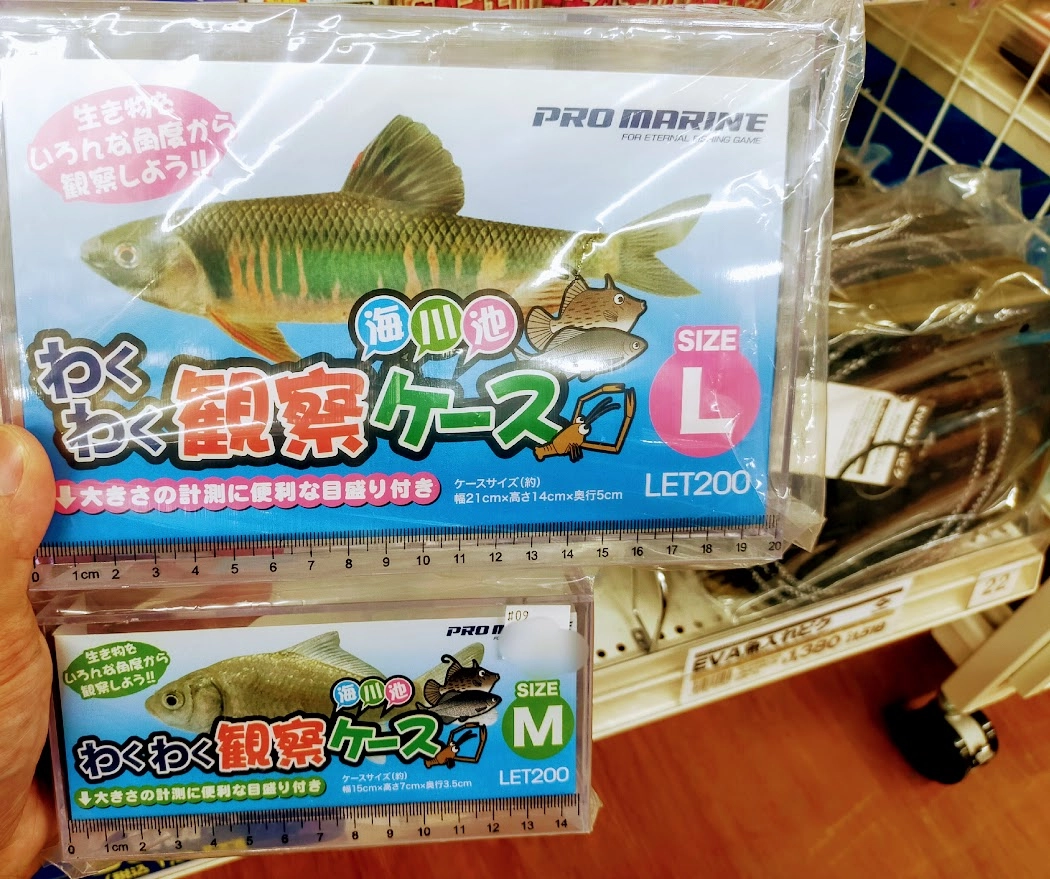 生き物を
いろんな角度から
観察しよう!!
PRO MARINE
FOR ETERNAL FISHING GAME
海川池
わくわく観察ケース
SIZE
L
↓大きさの計測に便利な目盛り付き
ケースサイズ(約)
幅21cm×高さ14cm×奥行5cm
LET200
0 1cm 2 3 4 5 6 7 8 9 10 11 12 13 14 15 16 17 18 19 20
#09
PRO
生き物を
いろんな角度から
観察しよう!!
海川池
わくわく観察ケース
SIZE
M
↓大きさの計測に便利な目盛り付き
ケースサイズ(約)
幅15cm×高さ7cm×奥行3.5cm
LET200
0 1cm 2 3 4 5 6 7 8 9 10 11 12 13 14
22
EVA